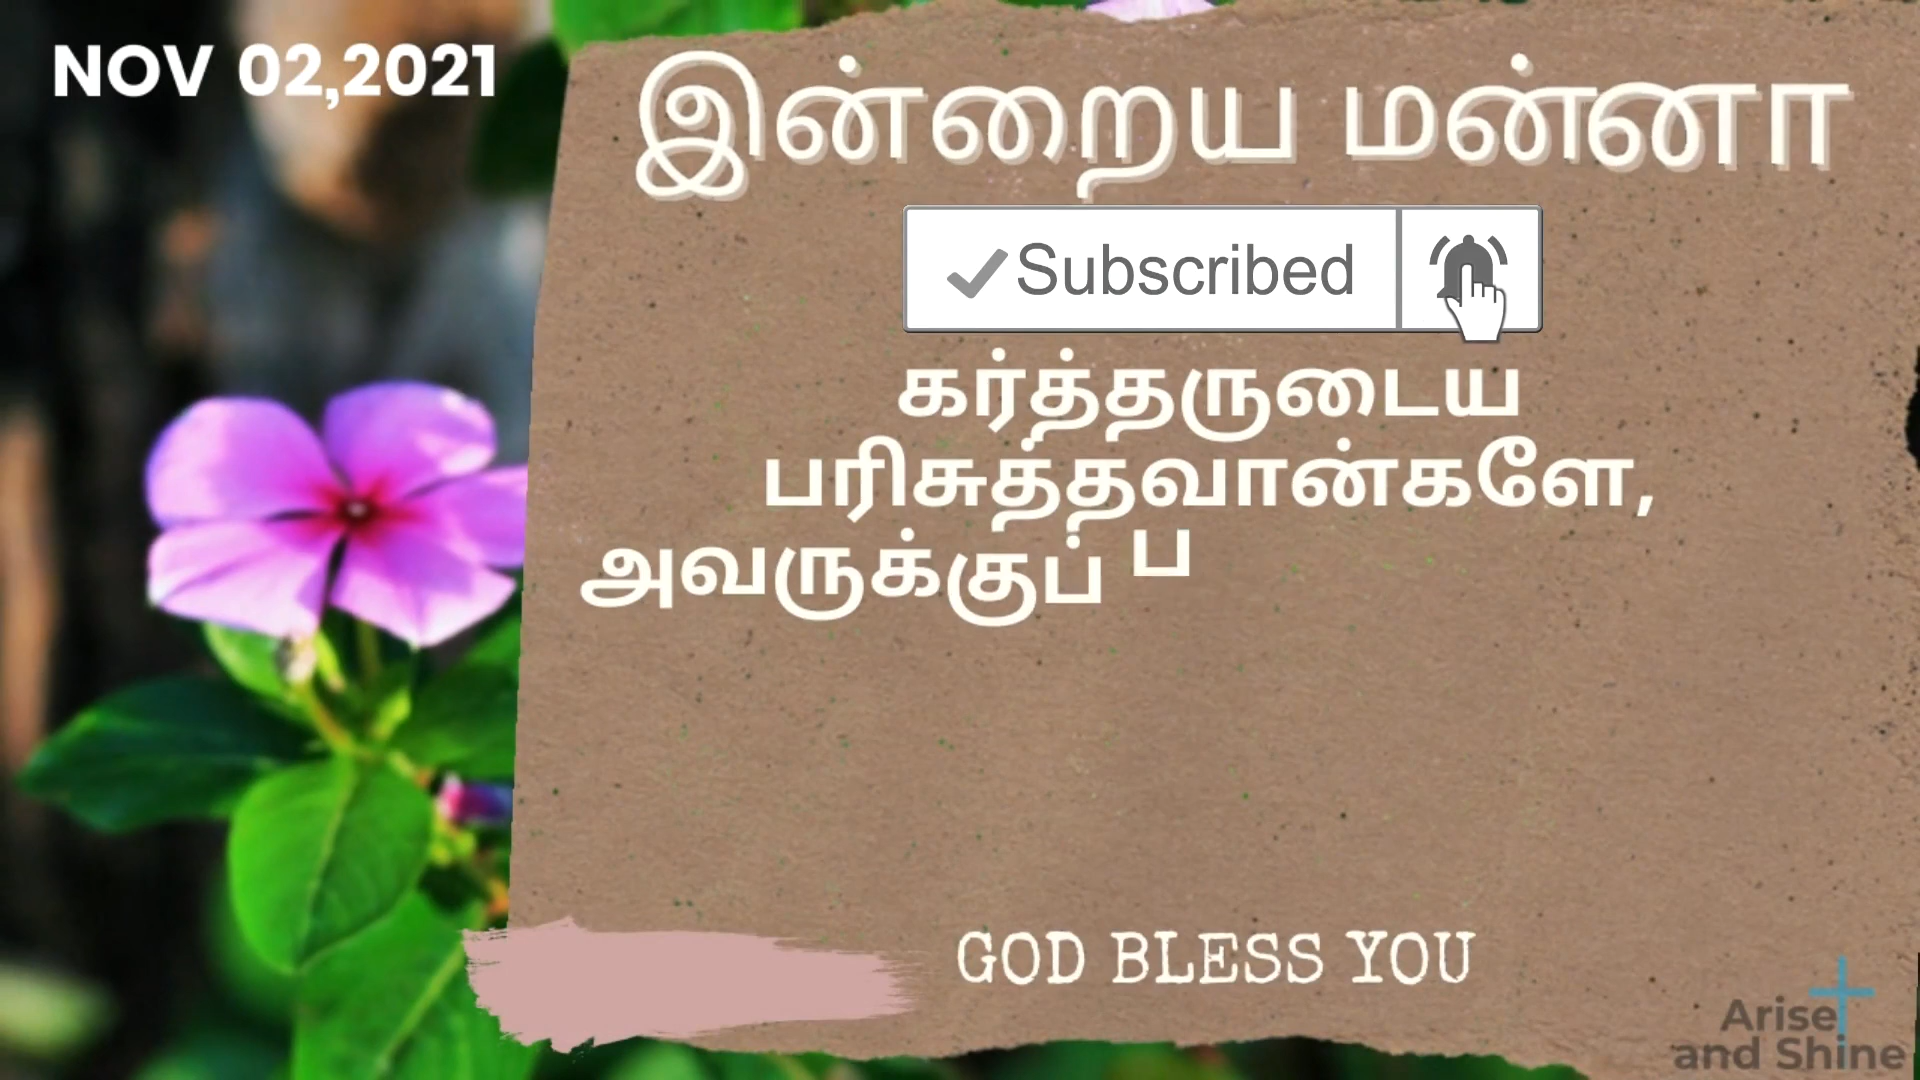 NOV 02,2021
இன்றைய மன்னா
Subscribed
கர்த்தருடைய
பரிசுத்தவான்களே,
அவருக்குப் ப
GOD BLESS YOU
Arise
and Shine